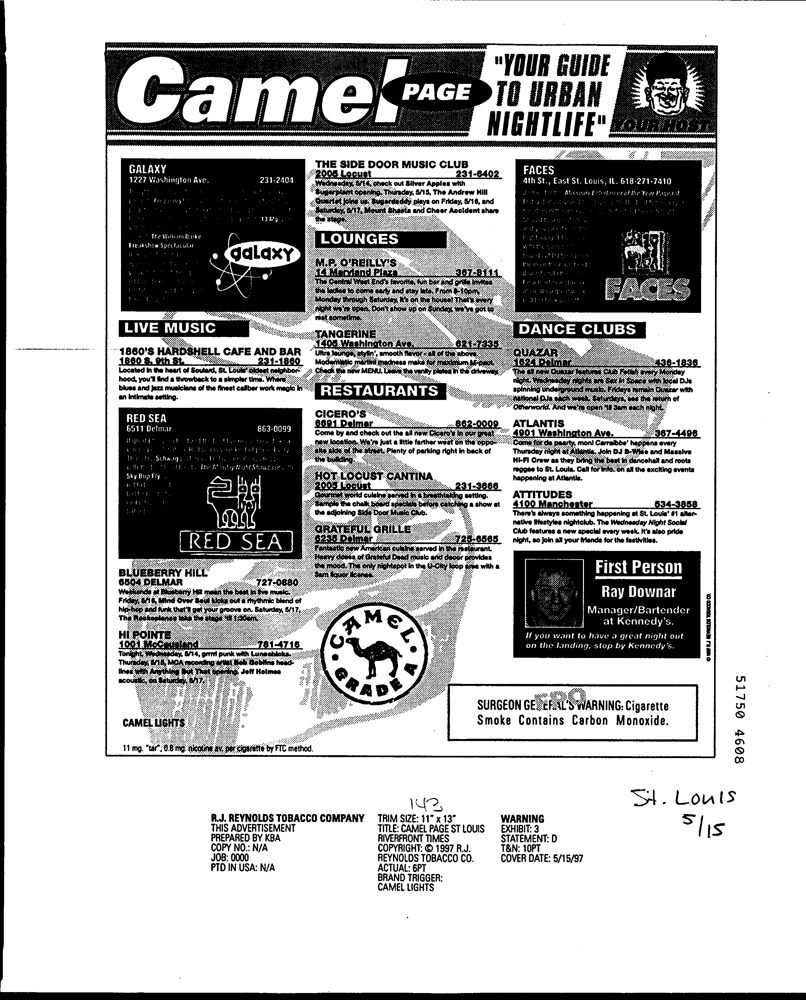 Camel PAGE
"YOUR GUIDE
TO URBAN
NIGHTLIFE"
YOUR HOST
GALAXY
1227 Washington Ave. 231-2404
The William Danke
Freakshow Spectacular
galaxy
LIVE MUSIC
1860'S HARDSHELL CAFE AND BAR
1860 S. 9th St. 231-1860
Located in the heart of Soulard, St. Louis' oldest neighbor-
hood, you'll find a throwback to a simpler time. Where
blues and jazz musicians of the finest caliber work magic in
an intimate setting.
RED SEA
6511 Delmar 863-0099
Sky Bop Fly
RED SEA
BLUEBERRY HILL
6504 DELMAR 727-0880
Weekends at Blueberry Hill mean the best in live music.
Friday, 5/16, Mind Over Soul kicks out a rhythmic blend of
hip-hop and funk that'll get your groove on. Saturday, 5/17,
The Rockoplanes take the stage till 1:30am.
HI POINTE
1001 McCausland 781-4716
Tonight, Wednesday, 5/14, grrrrl punk with Lunachicks.
Thursday, 5/15, MCA recording artist Bob Goblins head-
lines with Anything But That opening. Jeff Holmes
acoustic, on Saturday, 5/17.
CAMEL LIGHTS
11 mg. "tar", 0.8 mg. nicotine av. per cigarette by FTC method.
THE SIDE DOOR MUSIC CLUB
2005 Locust 231-6402
Wednesday, 5/14, check out Silver Apples with
Sugarplant opening. Thursday, 5/15, The Andrew Hill
Quartet joins us. Sugardaddy plays on Friday, 5/16, and
Saturday, 5/17, Mount Shasta and Cheer Accident share
the stage.
LOUNGES
M.P. O'REILLY'S
14 Maryland Plaza 367-8111
The Central West End's favorite, fun bar and grille invites
the ladies to come early and stay late. From 8-10pm,
Monday through Saturday, it's on the house! That's every
night we're open. Don't show up on Sunday, we've got to
rest sometime.
TANGERINE
1405 Washington Ave. 621-7335
Ultra lounge, stylin', smooth flavor - all of the above.
Modernistic martini madness make for maximum id-pact.
Check the new MENU. Leave the vanity plates in the driveway.
RESTAURANTS
CICERO'S
6691 Delmar 862-0009
Come by and check out the all new Cicero's in our great
new location. We're just a little farther west on the oppo-
site side of the street. Plenty of parking right in back of
the building.
HOT LOCUST CANTINA
2005 Locust 231-3666
Gourmet world cuisine served in a breathtaking setting.
Sample the chalk board specials before catching a show at
the adjoining Side Door Music Club.
GRATEFUL GRILLE
6235 Delmar 725-6565
Fantastic new American cuisine served in the restaurant.
Heavy doses of Grateful Dead music and decor provides
the mood. The only nightspot in the U-City loop area with a
3am liquor license.
CAMEL
GRADE A
FACES
4th St., East St. Louis, IL. 618-271-7410
Missouri Entertainer of the Year Pageant
FACES
DANCE CLUBS
QUAZAR
1624 Delmar 436-1836
The all new Quazar features Club Fetish every Monday
night. Wednesday nights are Sax in Space with local DJs
spinning underground music. Fridays remain Quazar with
national DJs each week. Saturdays, see the return of
Otherworld. And we're open 'til 3am each night.
ATLANTIS
4901 Washington Ave. 367-4496
Come for de paarty, mon! Carraibbe' happens every
Thursday night at Atlantis. Join DJ B-Wise and Massive
Hi-Fi Crew as they bring the best in dancehall and roots
reggae to St. Louis. Call for info. on all the exciting events
happening at Atlantis.
ATTITUDES
4100 Manchester 534-3858
There's always something happening at St. Louis' #1 alter-
native lifestyles nightclub. The Wednesday Night Social
Club features a new special every week. It's also pride
night, so join all your friends for the festivities.
First Person
Ray Downar
Manager/Bartender
at Kennedy's.
If you want to have a great night out
on the landing, stop by Kennedy's.
© 1997 R.J. REYNOLDS TOBACCO CO.
FPO
SURGEON GENERAL'S WARNING: Cigarette
Smoke Contains Carbon Monoxide.
51750 4608
143
St. Louis
5/15
R.J. REYNOLDS TOBACCO COMPANY
THIS ADVERTISEMENT
PREPARED BY KBA
COPY NO.: N/A
JOB: 0000
PTD IN USA: N/A
TRIM SIZE: 11" x 13"
TITLE: CAMEL PAGE ST LOUIS
RIVERFRONT TIMES
COPYRIGHT: © 1997 R.J.
REYNOLDS TOBACCO CO.
ACTUAL: 6PT
BRAND TRIGGER:
CAMEL LIGHTS
WARNING
EXHIBIT: 3
STATEMENT: D
T&N: 10PT
COVER DATE: 5/15/97